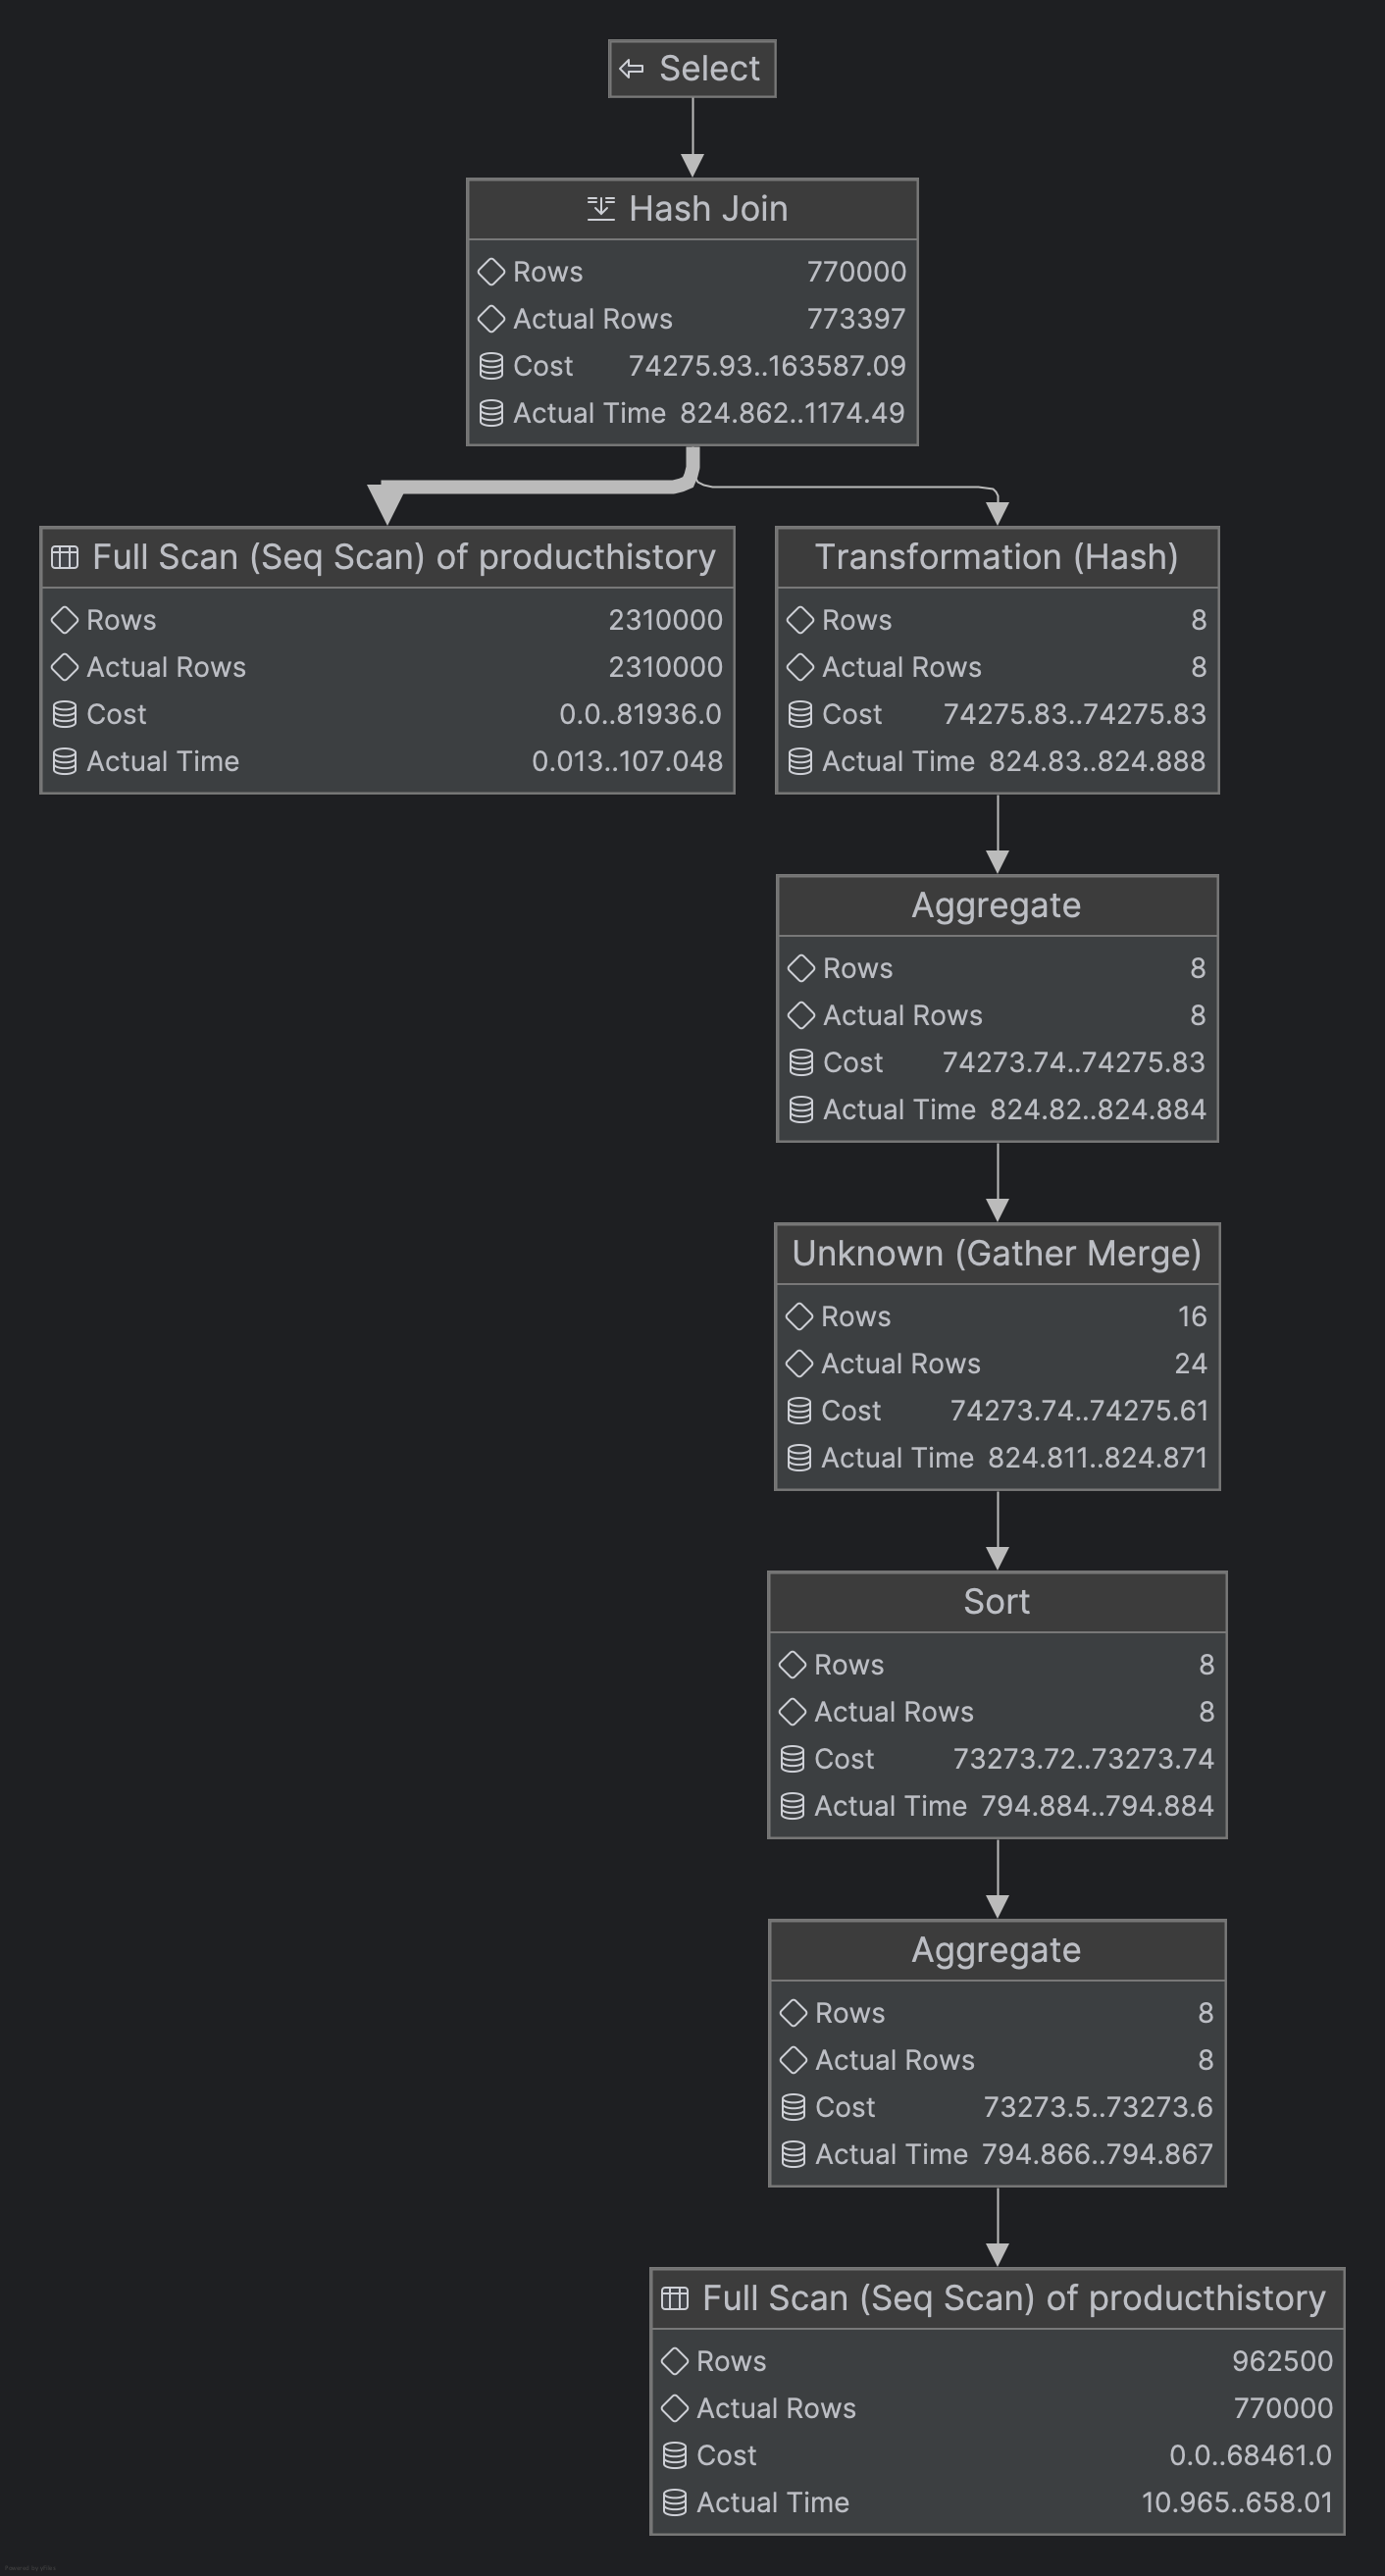 Select
Hash Join
Rows 770000
Actual Rows 773397
Cost 74275.93..163587.09
Actual Time 824.862..1174.49
Full Scan (Seq Scan) of producthistory
Rows 2310000
Actual Rows 2310000
Cost 0.0..81936.0
Actual Time 0.013..107.048
Transformation (Hash)
Rows 8
Actual Rows 8
Cost 74275.83..74275.83
Actual Time 824.83..824.888
Aggregate
Rows 8
Actual Rows 8
Cost 74273.74..74275.83
Actual Time 824.82..824.884
Unknown (Gather Merge)
Rows 16
Actual Rows 24
Cost 74273.74..74275.61
Actual Time 824.811..824.871
Sort
Rows 8
Actual Rows 8
Cost 73273.72..73273.74
Actual Time 794.884..794.884
Aggregate
Rows 8
Actual Rows 8
Cost 73273.5..73273.6
Actual Time 794.866..794.867
Full Scan (Seq Scan) of producthistory
Rows 962500
Actual Rows 770000
Cost 0.0..68461.0
Actual Time 10.965..658.01
Powered by yFiles